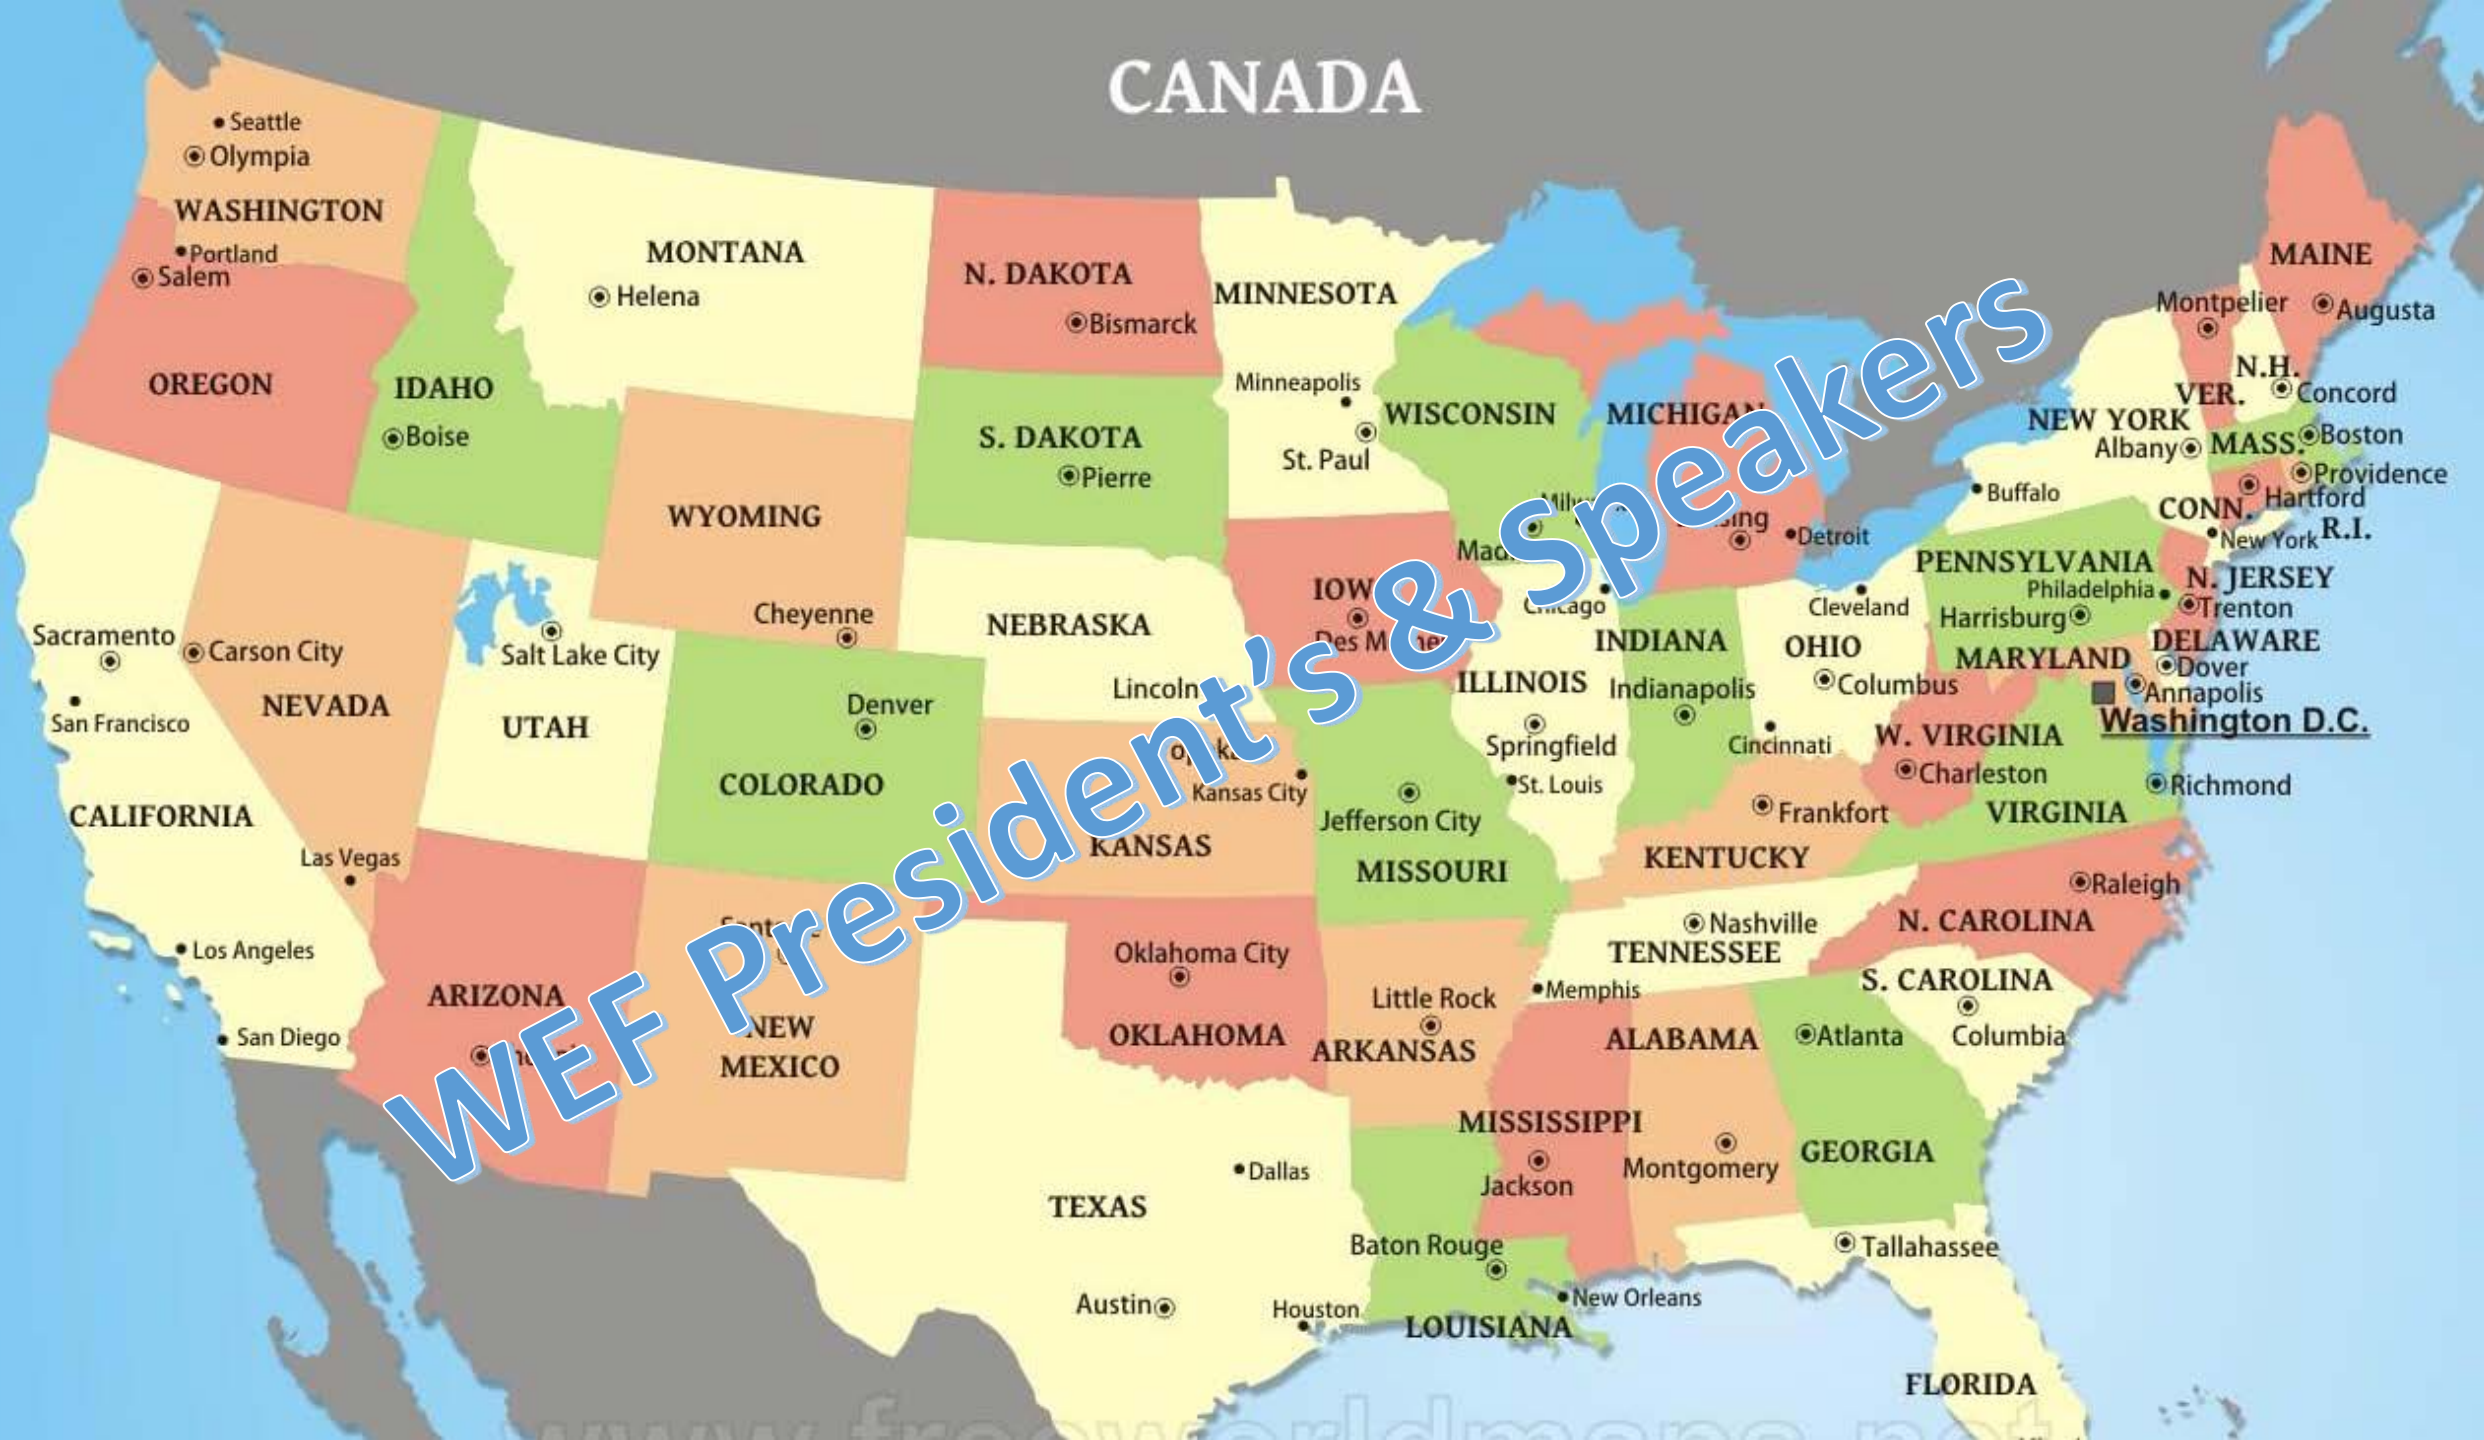 CANADA
Seattle
Olympia
WASHINGTON
Portland
Salem
OREGON
IDAHO
Boise
MONTANA
Helena
N. DAKOTA
Bismarck
MINNESOTA
Minneapolis
St. Paul
S. DAKOTA
Pierre
WYOMING
Cheyenne
WISCONSIN
MICHIGAN
Detroit
MAINE
Augusta
Montpelier
VER.
N.H.
Concord
NEW YORK
Albany
Buffalo
MASS.
Boston
Providence
Hartford
CONN.
R.I.
New York
PENNSYLVANIA
Philadelphia
Harrisburg
N. JERSEY
Trenton
DELAWARE
Dover
MARYLAND
Annapolis
Washington D.C.
Sacramento
San Francisco
CALIFORNIA
Los Angeles
San Diego
Carson City
NEVADA
Las Vegas
Salt Lake City
UTAH
Denver
COLORADO
NEBRASKA
Lincoln
Kansas City
KANSAS
Chicago
ILLINOIS
Springfield
St. Louis
INDIANA
Indianapolis
Cleveland
OHIO
Columbus
Cincinnati
W. VIRGINIA
Charleston
Richmond
VIRGINIA
Jefferson City
MISSOURI
Frankfort
KENTUCKY
Nashville
TENNESSEE
Memphis
Raleigh
N. CAROLINA
S. CAROLINA
Columbia
ARIZONA
NEW
MEXICO
Oklahoma City
OKLAHOMA
Little Rock
ARKANSAS
MISSISSIPPI
Jackson
ALABAMA
Montgomery
Atlanta
GEORGIA
TEXAS
Dallas
Austin
Houston
Baton Rouge
New Orleans
LOUISIANA
Tallahassee
FLORIDA
WEF President's & Speakers
www.freeworldmaps.net